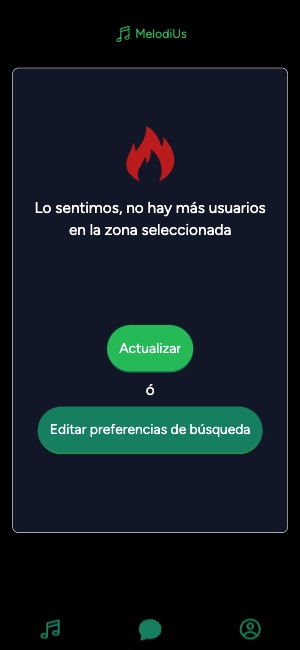 MelodiUs
Lo sentimos, no hay más usuarios
en la zona seleccionada
Actualizar
ó
Editar preferencias de búsqueda